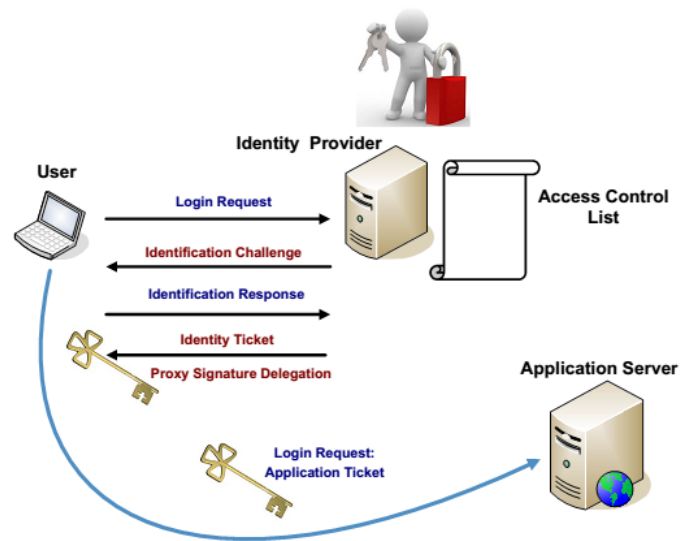 Identity Provider
User
Access Control
List
Login Request
Identification Challenge
Identification Response
Identity Ticket
Proxy Signature Delegation
Application Server
Login Request:
Application Ticket